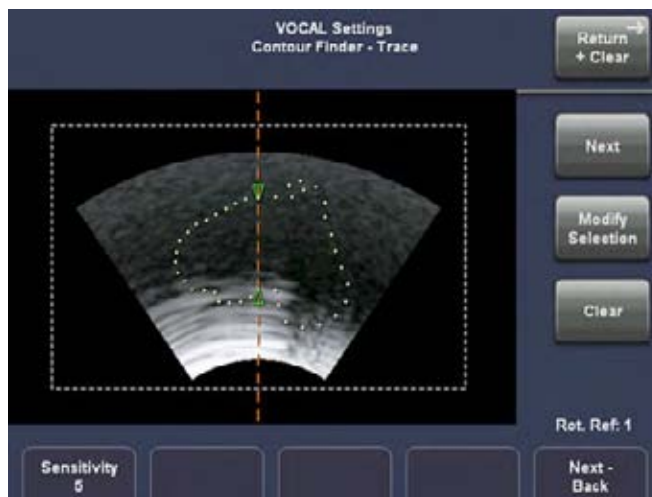 VOCAL Settings
Contour Finder - Trace
Return
+ Clear
Next
Modify
Selection
Clear
Rot. Ref: 1
Sensitivity
5
Next -
Back